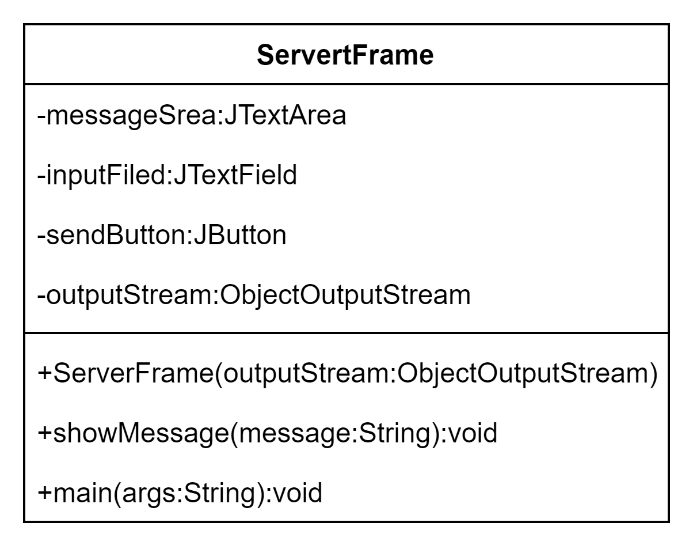 ServertFrame
-messageSrea:JTextArea
-inputFiled:JTextField
-sendButton:JButton
-outputStream:ObjectOutputStream
+ServerFrame(outputStream:ObjectOutputStream)
+showMessage(message:String):void
+main(args:String):void